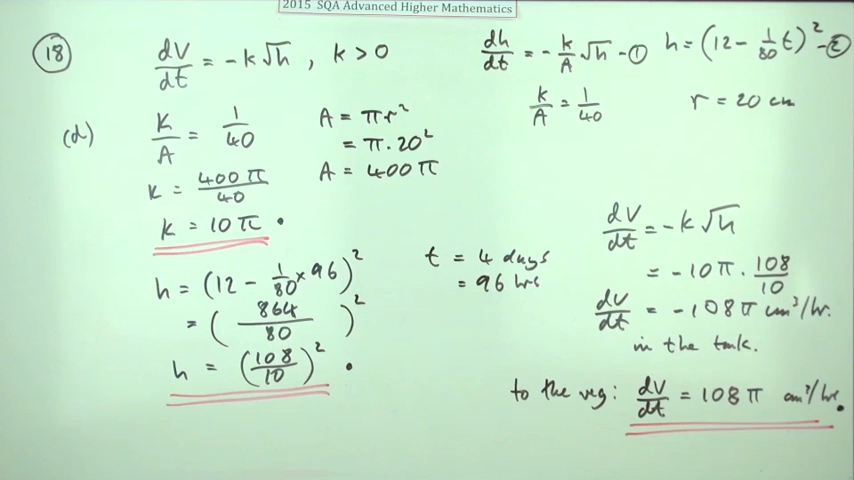 2015 SQA Advanced Higher Mathematics
18
dV/dt = -k√h , k > 0
dh/dt = -k/A √h - ①
h = (12 - 1/80 t)² - ②
k/A = 1/40
r = 20 cm
(d)
K/A = 1/40
A = πr²
= π.20²
A = 400π
K = 400π/40
k = 10π .
t = 4 days
= 96 hrs
h = (12 - 1/80 × 96)²
= (864/80)²
h = (108/10)² .
dV/dt = -k√h
= -10π . 108/10
dV/dt = -108π cm³/hr.
in the tank.
to the veg: dV/dt = 108π cm³/hr.